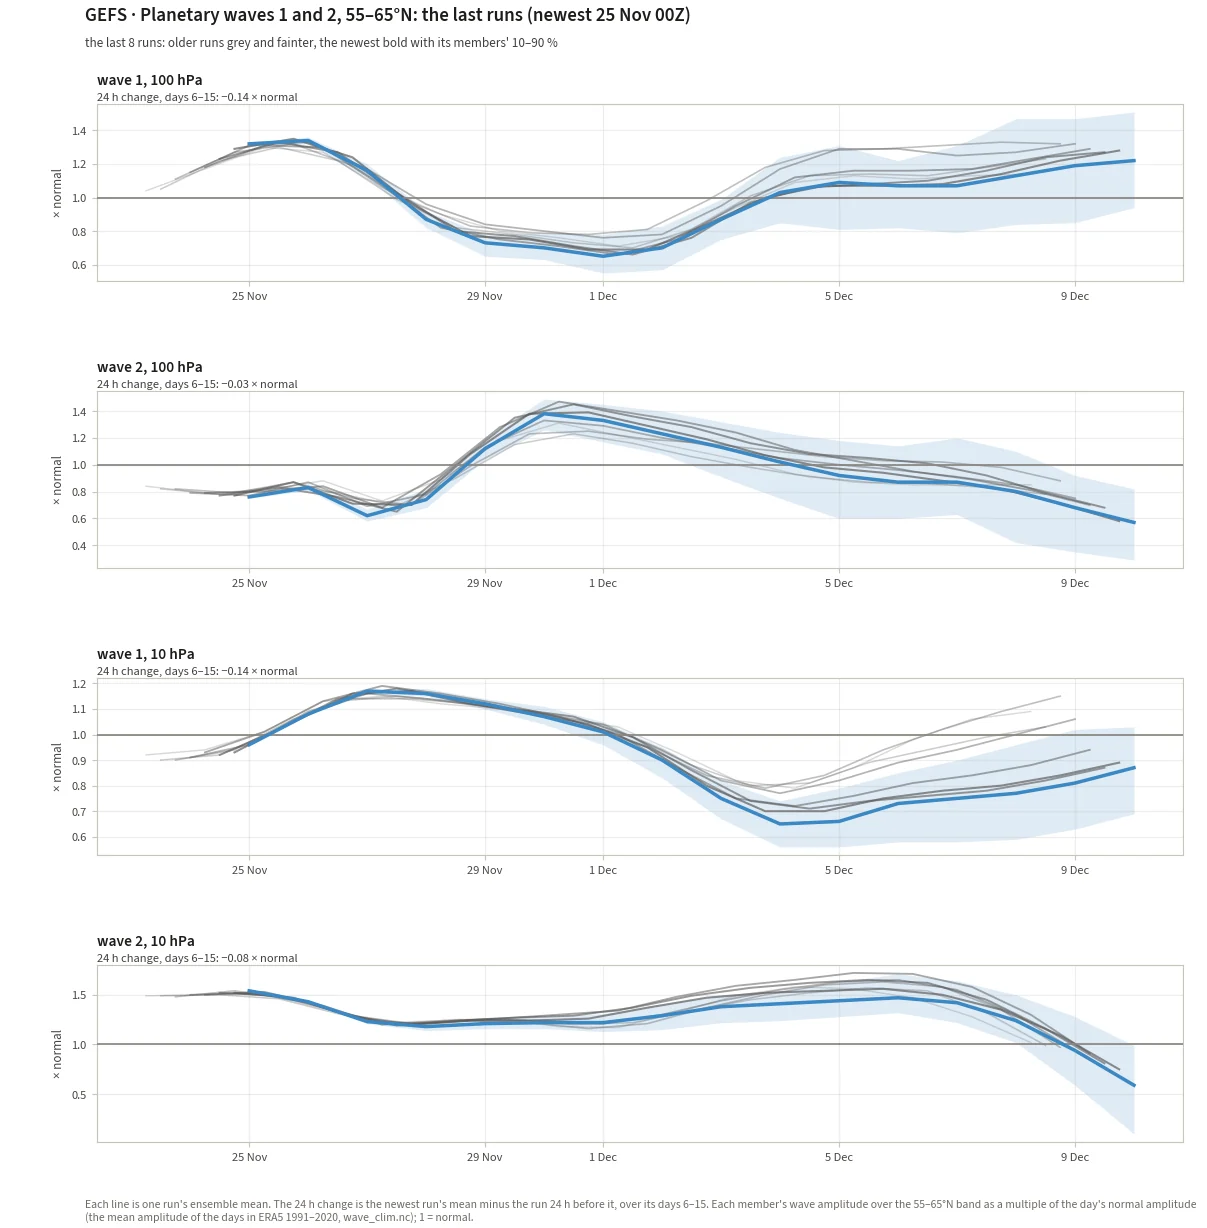 GEFS · Planetary waves 1 and 2, 55–65°N: the last runs (newest 25 Nov 00Z)
the last 8 runs: older runs grey and fainter, the newest bold with its members' 10–90 %
wave 1, 100 hPa
24 h change, days 6–15: −0.14 × normal
1.4
1.2
1.0
0.8
0.6
× normal
25 Nov
29 Nov
1 Dec
5 Dec
9 Dec
wave 2, 100 hPa
24 h change, days 6–15: −0.03 × normal
1.4
1.2
1.0
0.8
0.6
0.4
× normal
25 Nov
29 Nov
1 Dec
5 Dec
9 Dec
wave 1, 10 hPa
24 h change, days 6–15: −0.14 × normal
1.2
1.1
1.0
0.9
0.8
0.7
0.6
× normal
25 Nov
29 Nov
1 Dec
5 Dec
9 Dec
wave 2, 10 hPa
24 h change, days 6–15: −0.08 × normal
1.5
1.0
0.5
× normal
25 Nov
29 Nov
1 Dec
5 Dec
9 Dec
Each line is one run's ensemble mean. The 24 h change is the newest run's mean minus the run 24 h before it, over its days 6–15. Each member's wave amplitude over the 55–65°N band as a multiple of the day's normal amplitude
(the mean amplitude of the days in ERA5 1991–2020, wave_clim.nc); 1 = normal.